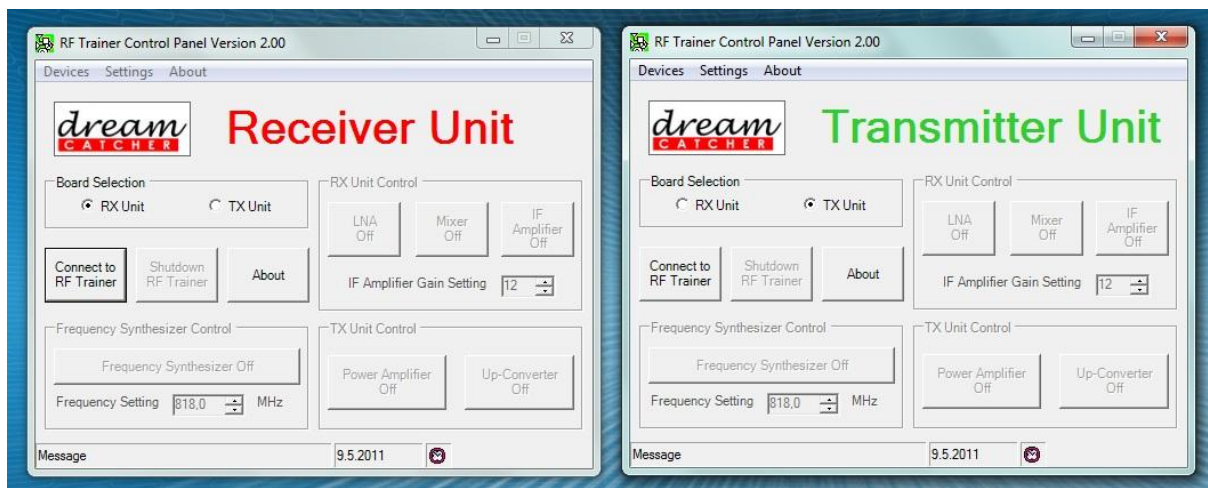 RF Trainer Control Panel Version 2.00
Devices Settings About
dream
CATCHER
Receiver Unit
Board Selection
RX Unit TX Unit
RX Unit Control
LNA
Off
Mixer
Off
IF
Amplifier
Off
Connect to
RF Trainer
Shutdown
RF Trainer
About
IF Amplifier Gain Setting 12
Frequency Synthesizer Control
Frequency Synthesizer Off
Frequency Setting 818,0 MHz
TX Unit Control
Power Amplifier
Off
Up-Converter
Off
Message 9.5.2011
RF Trainer Control Panel Version 2.00
Devices Settings About
dream
CATCHER
Transmitter Unit
Board Selection
RX Unit TX Unit
RX Unit Control
LNA
Off
Mixer
Off
IF
Amplifier
Off
Connect to
RF Trainer
Shutdown
RF Trainer
About
IF Amplifier Gain Setting 12
Frequency Synthesizer Control
Frequency Synthesizer Off
Frequency Setting 818,0 MHz
TX Unit Control
Power Amplifier
Off
Up-Converter
Off
Message 9.5.2011